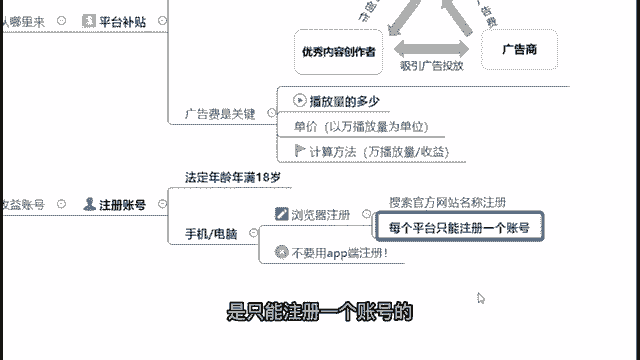 从哪里来
平台补贴
广告费
优秀内容创作者
广告商
吸引广告投放
广告费是关键
播放量的多少
单价（以万播放量为单位）
计算方法（万播放量/收益）
收益账号
注册账号
法定年龄年满18岁
手机/电脑
浏览器注册
搜索官方网站名称注册
每个平台只能注册一个账号
不要用app端注册！
是只能注册一个账号的